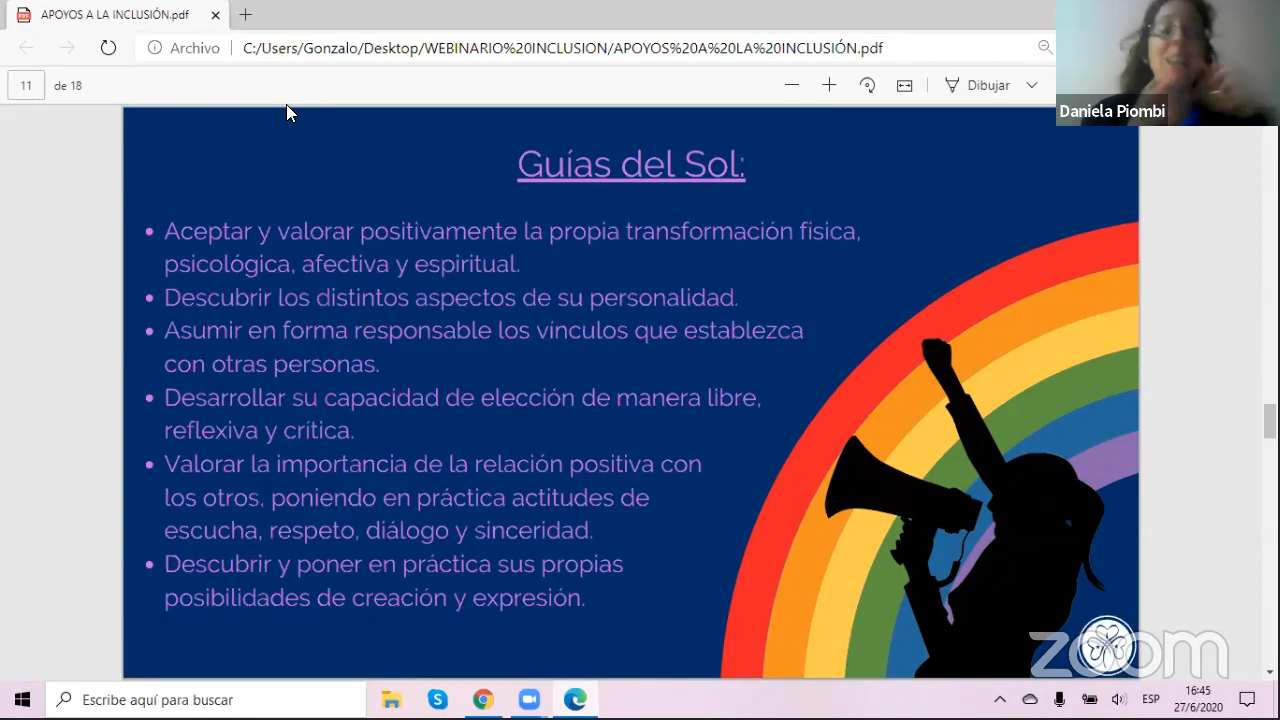 APOYOS A LA INCLUSIÓN.pdf
Archivo
C:/Users/Gonzalo/Desktop/WEBINARIO%20INCLUSION/APOYOS%20A%20LA%20INCLUSIÓN.pdf
11 de 18
Dibujar
Daniela Piombi
Guías del Sol:
• Aceptar y valorar positivamente la propia transformación física,
psicológica, afectiva y espiritual.
• Descubrir los distintos aspectos de su personalidad.
• Asumir en forma responsable los vínculos que establezca
con otras personas.
• Desarrollar su capacidad de elección de manera libre,
reflexiva y crítica.
• Valorar la importancia de la relación positiva con
los otros, poniendo en práctica actitudes de
escucha, respeto, diálogo y sinceridad.
• Descubrir y poner en práctica sus propias
posibilidades de creación y expresión.
zoom
Escribe aquí para buscar
ESP
16:45
27/6/2020